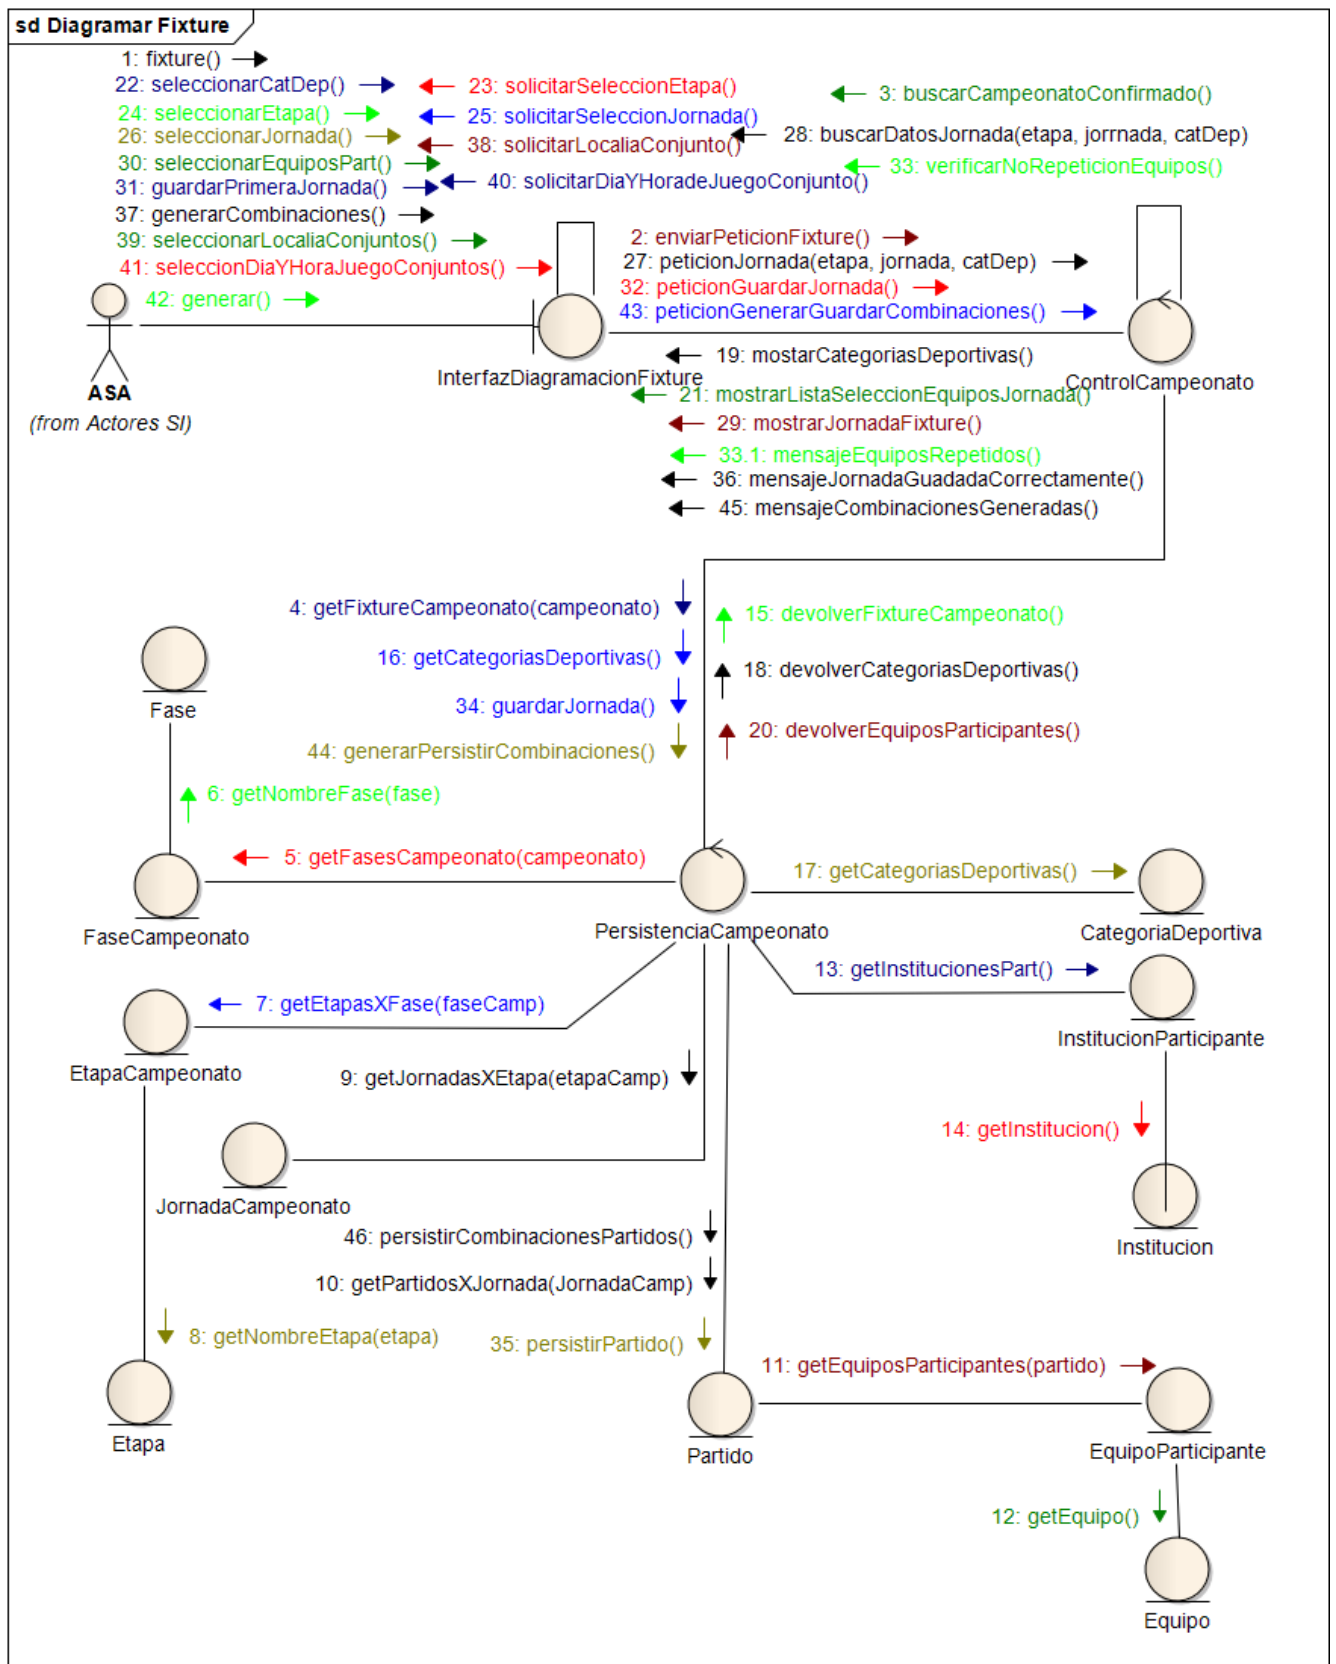 sd Diagramar Fixture
1: fixture()
22: seleccionarCatDep()
23: solicitarSeleccionEtapa()
3: buscarCampeonatoConfirmado()
24: seleccionarEtapa()
25: solicitarSeleccionJornada()
26: seleccionarJornada()
28: buscarDatosJornada(etapa, jorrnada, catDep)
38: solicitarLocaliaConjunto()
30: seleccionarEquiposPart()
33: verificarNoRepeticionEquipos()
31: guardarPrimeraJornada()
40: solicitarDiaYHoradeJuegoConjunto()
37: generarCombinaciones()
39: seleccionarLocaliaConjuntos()
2: enviarPeticionFixture()
41: seleccionDiaYHoraJuegoConjuntos()
27: peticionJornada(etapa, jornada, catDep)
32: peticionGuardarJornada()
42: generar()
43: peticionGenerarGuardarCombinaciones()
19: mostarCategoriasDeportivas()
InterfazDiagramacionFixture
ControlCampeonato
ASA
21: mostrarListaSeleccionEquiposJornada()
(from Actores SI)
29: mostrarJornadaFixture()
33.1: mensajeEquiposRepetidos()
36: mensajeJornadaGuadadaCorrectamente()
45: mensajeCombinacionesGeneradas()
4: getFixtureCampeonato(campeonato)
15: devolverFixtureCampeonato()
16: getCategoriasDeportivas()
18: devolverCategoriasDeportivas()
Fase
34: guardarJornada()
20: devolverEquiposParticipantes()
44: generarPersistirCombinaciones()
6: getNombreFase(fase)
5: getFasesCampeonato(campeonato)
17: getCategoriasDeportivas()
FaseCampeonato
PersistenciaCampeonato
CategoriaDeportiva
13: getInstitucionesPart()
7: getEtapasXFase(faseCamp)
InstitucionParticipante
EtapaCampeonato
9: getJornadasXEtapa(etapaCamp)
14: getInstitucion()
JornadaCampeonato
46: persistirCombinacionesPartidos()
Institucion
10: getPartidosXJornada(JornadaCamp)
8: getNombreEtapa(etapa)
35: persistirPartido()
11: getEquiposParticipantes(partido)
Etapa
Partido
EquipoParticipante
12: getEquipo()
Equipo